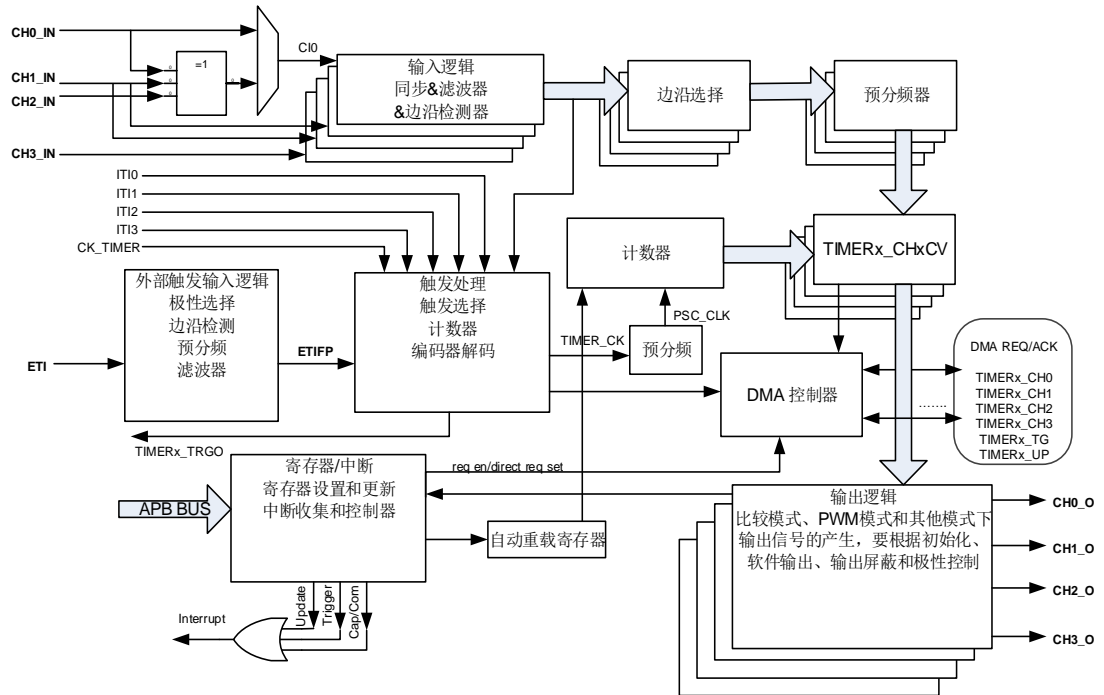 CH0_IN
CH1_IN
CH2_IN
CH3_IN
=1
CI0
输入逻辑
同步&滤波器
&边沿检测器
边沿选择
预分频器
ITI0
ITI1
ITI2
ITI3
CK_TIMER
计数器
TIMERx_CHxCV
外部触发输入逻辑
极性选择
边沿检测
预分频
滤波器
ETI
ETIFP
触发处理
触发选择
计数器
编码器解码
TIMER_CK
预分频
PSC_CLK
DMA 控制器
DMA REQ/ACK
TIMERx_CH0
TIMERx_CH1
TIMERx_CH2
TIMERx_CH3
TIMERx_TG
TIMERx_UP
.......
TIMERx_TRGO
寄存器/中断
寄存器设置和更新
中断收集和控制器
APB BUS
req en/direct req set
自动重载寄存器
输出逻辑
比较模式、PWM模式和其他模式下
输出信号的产生，要根据初始化、
软件输出、输出屏蔽和极性控制
CH0_O
CH1_O
CH2_O
CH3_O
Update
Trigger
Cap/Com
Interrupt